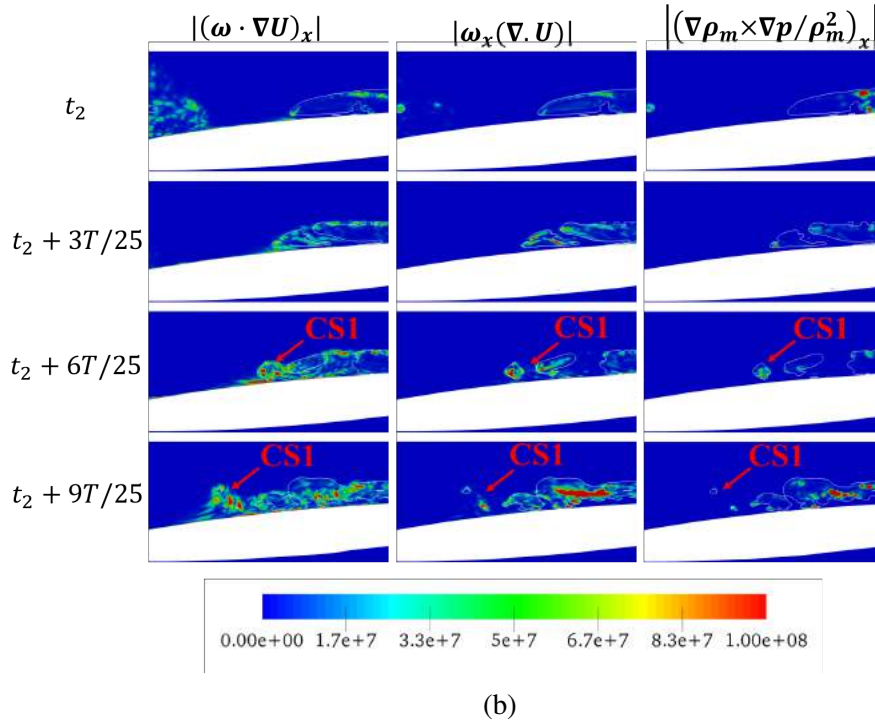 |(ω · ∇U)ₓ| |ωₓ(∇. U)| |(∇ρₘ×∇p/ρₘ²)ₓ|
t₂
t₂ + 3T/25
t₂ + 6T/25 CS1 CS1 CS1
t₂ + 9T/25 CS1 CS1 CS1
0.00e+00 1.7e+7 3.3e+7 5e+7 6.7e+7 8.3e+7 1.00e+08
(b)